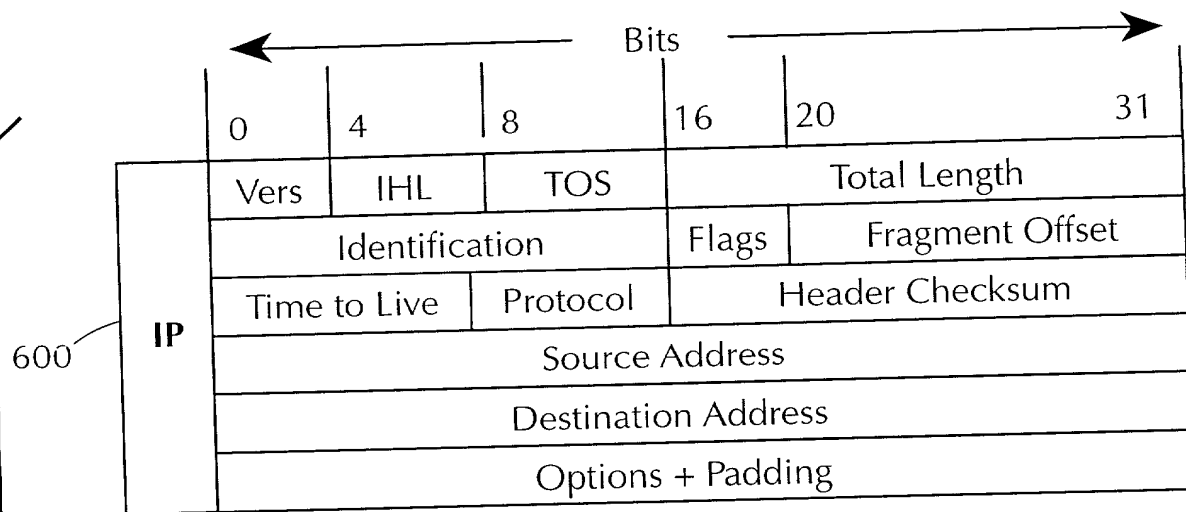 Bits
0 4 8 16 20 31
Vers IHL TOS Total Length
Identification Flags Fragment Offset
Time to Live Protocol Header Checksum
600 IP
Source Address
Destination Address
Options + Padding